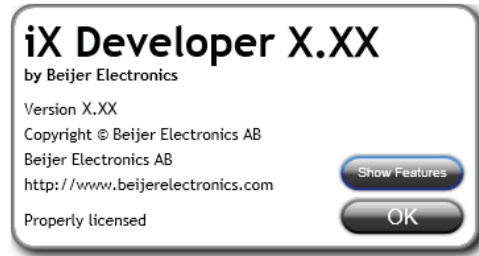 iX Developer X.XX
by Beijer Electronics
Version X.XX
Copyright © Beijer Electronics AB
Beijer Electronics AB
http://www.beijerelectronics.com
Show Features
Properly licensed
OK